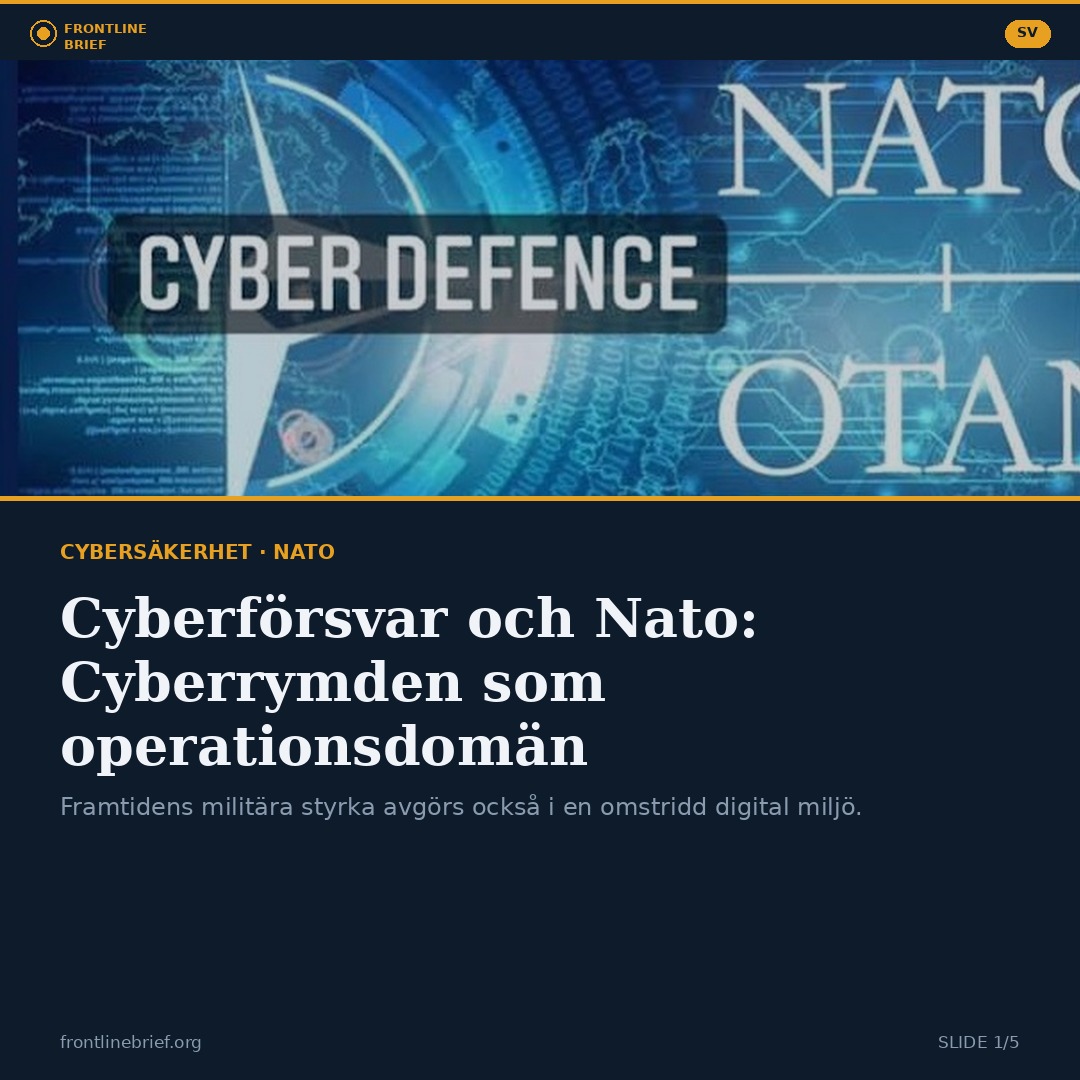 FRONTLINE
BRIEF
SV
NATO
CYBER DEFENCE
OTAN
CYBERSÄKERHET · NATO
Cyberförsvar och Nato:
Cyberrymden som
operationsdomän
Framtidens militära styrka avgörs också i en omstridd digital miljö.
frontlinebrief.org
SLIDE 1/5